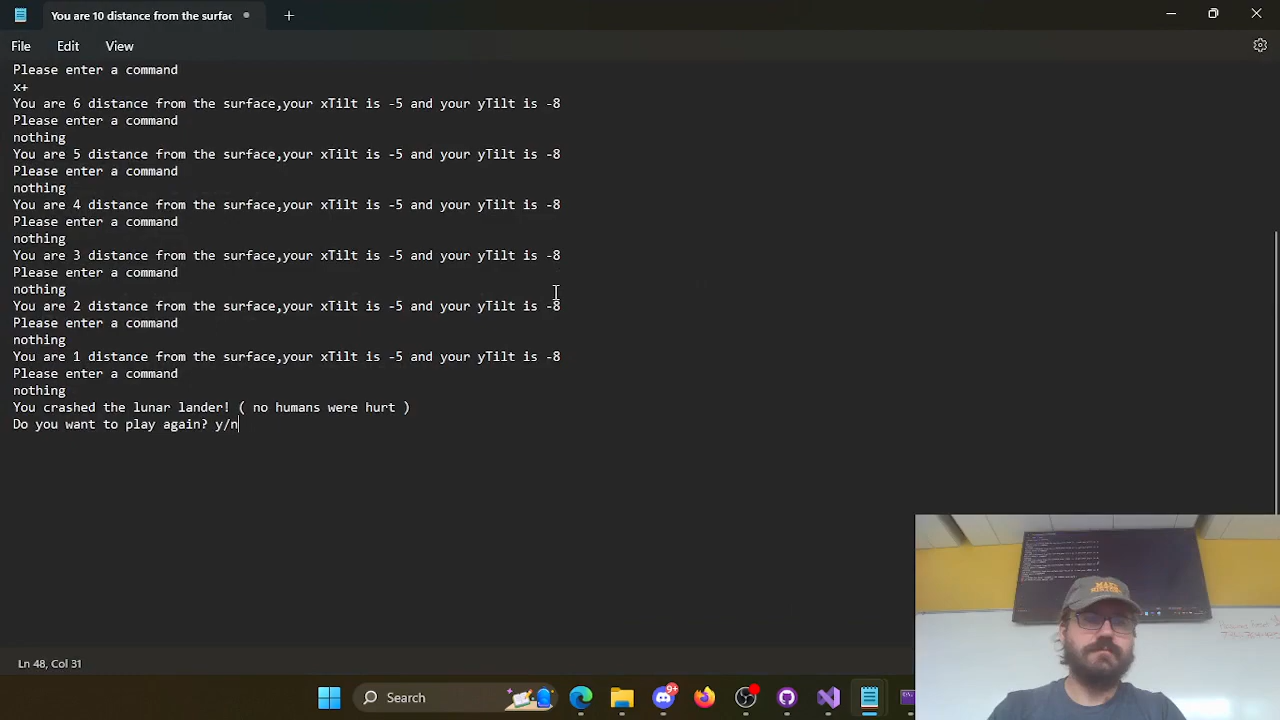 You are 10 distance from the surfac
File Edit View
Please enter a command
x+
You are 6 distance from the surface,your xTilt is -5 and your yTilt is -8
Please enter a command
nothing
You are 5 distance from the surface,your xTilt is -5 and your yTilt is -8
Please enter a command
nothing
You are 4 distance from the surface,your xTilt is -5 and your yTilt is -8
Please enter a command
nothing
You are 3 distance from the surface,your xTilt is -5 and your yTilt is -8
Please enter a command
nothing
You are 2 distance from the surface,your xTilt is -5 and your yTilt is -8
Please enter a command
nothing
You are 1 distance from the surface,your xTilt is -5 and your yTilt is -8
Please enter a command
nothing
You crashed the lunar lander! ( no humans were hurt )
Do you want to play again? y/n
Ln 48, Col 31
Search
9+